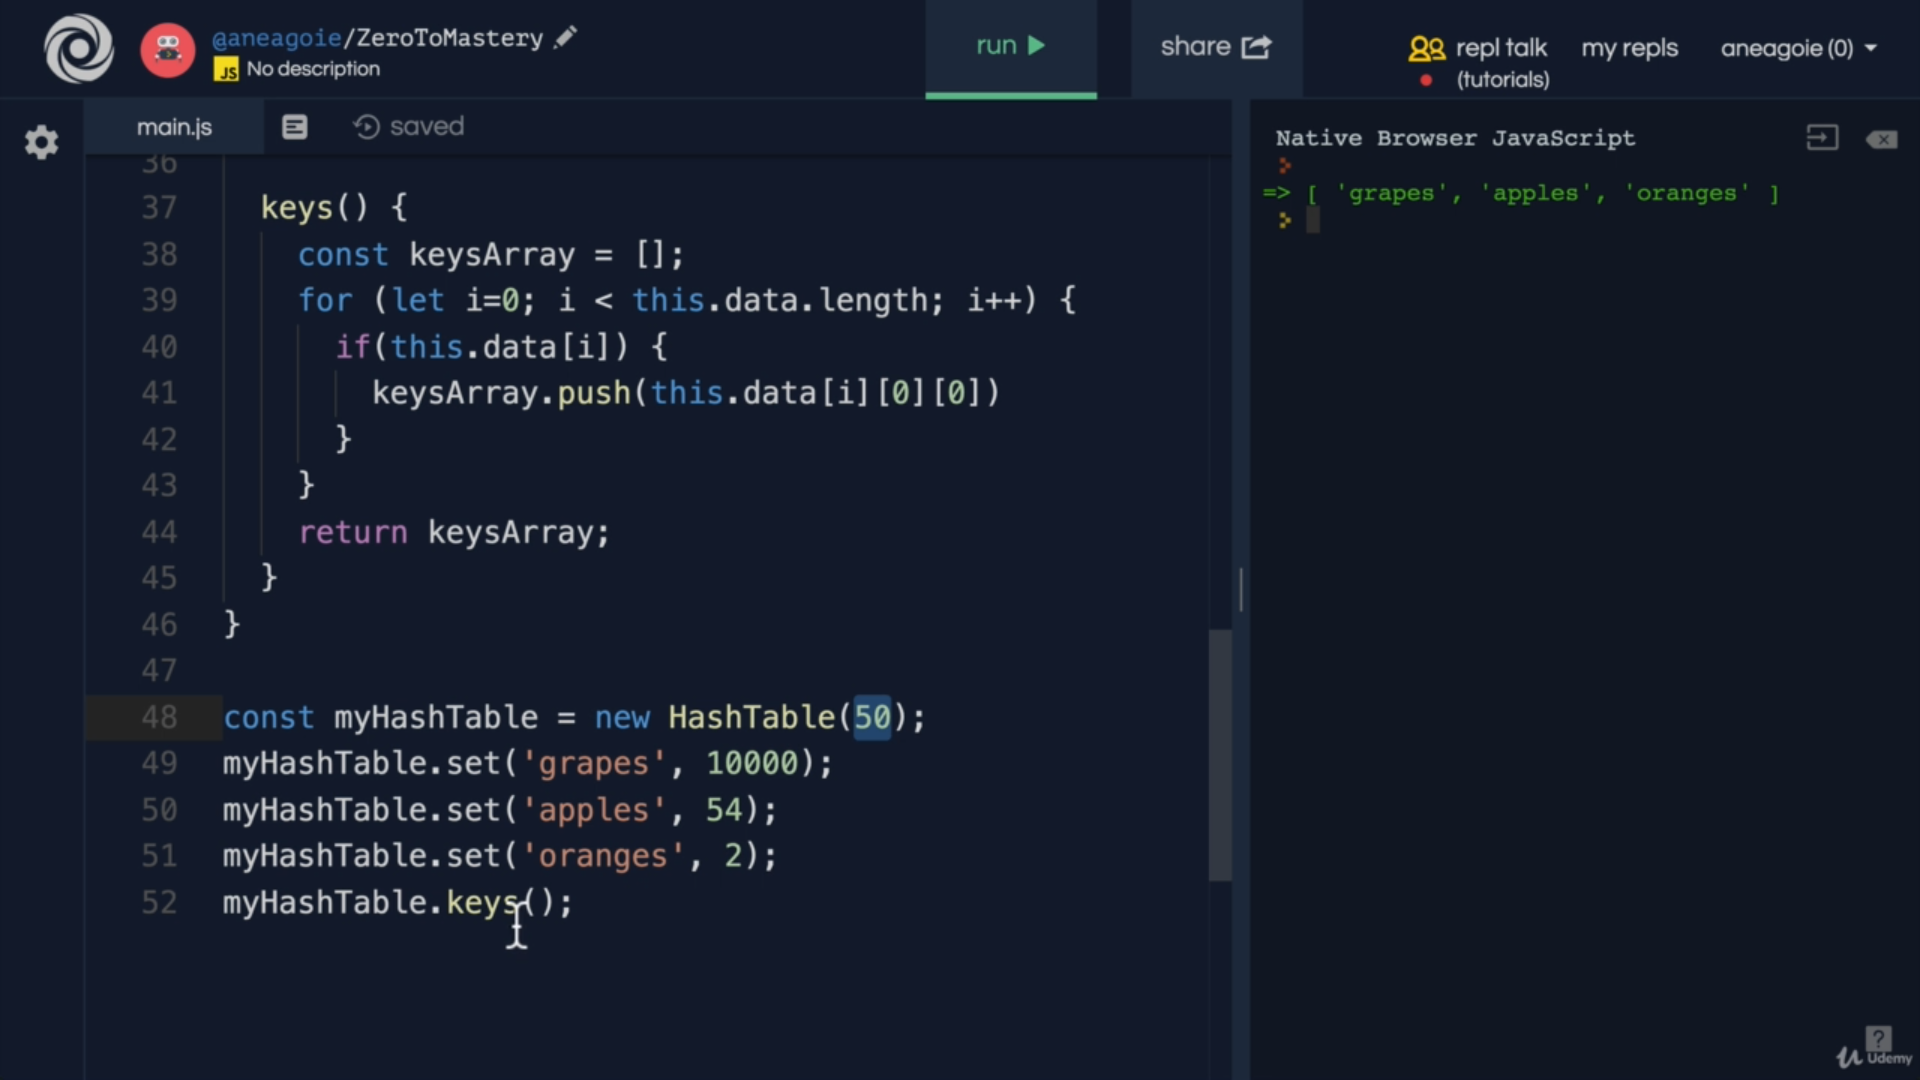 @aneagoie/ZeroToMastery
JS No description
run
share
repl talk
(tutorials)
my repls
aneagoie (0)
main.js
saved
36
37 keys() {
38 const keysArray = [];
39 for (let i=0; i < this.data.length; i++) {
40 if(this.data[i]) {
41 keysArray.push(this.data[i][0][0])
42 }
43 }
44 return keysArray;
45 }
46 }
47
48 const myHashTable = new HashTable(50);
49 myHashTable.set('grapes', 10000);
50 myHashTable.set('apples', 54);
51 myHashTable.set('oranges', 2);
52 myHashTable.keys();
Native Browser JavaScript
=> [ 'grapes', 'apples', 'oranges' ]
?
Udemy